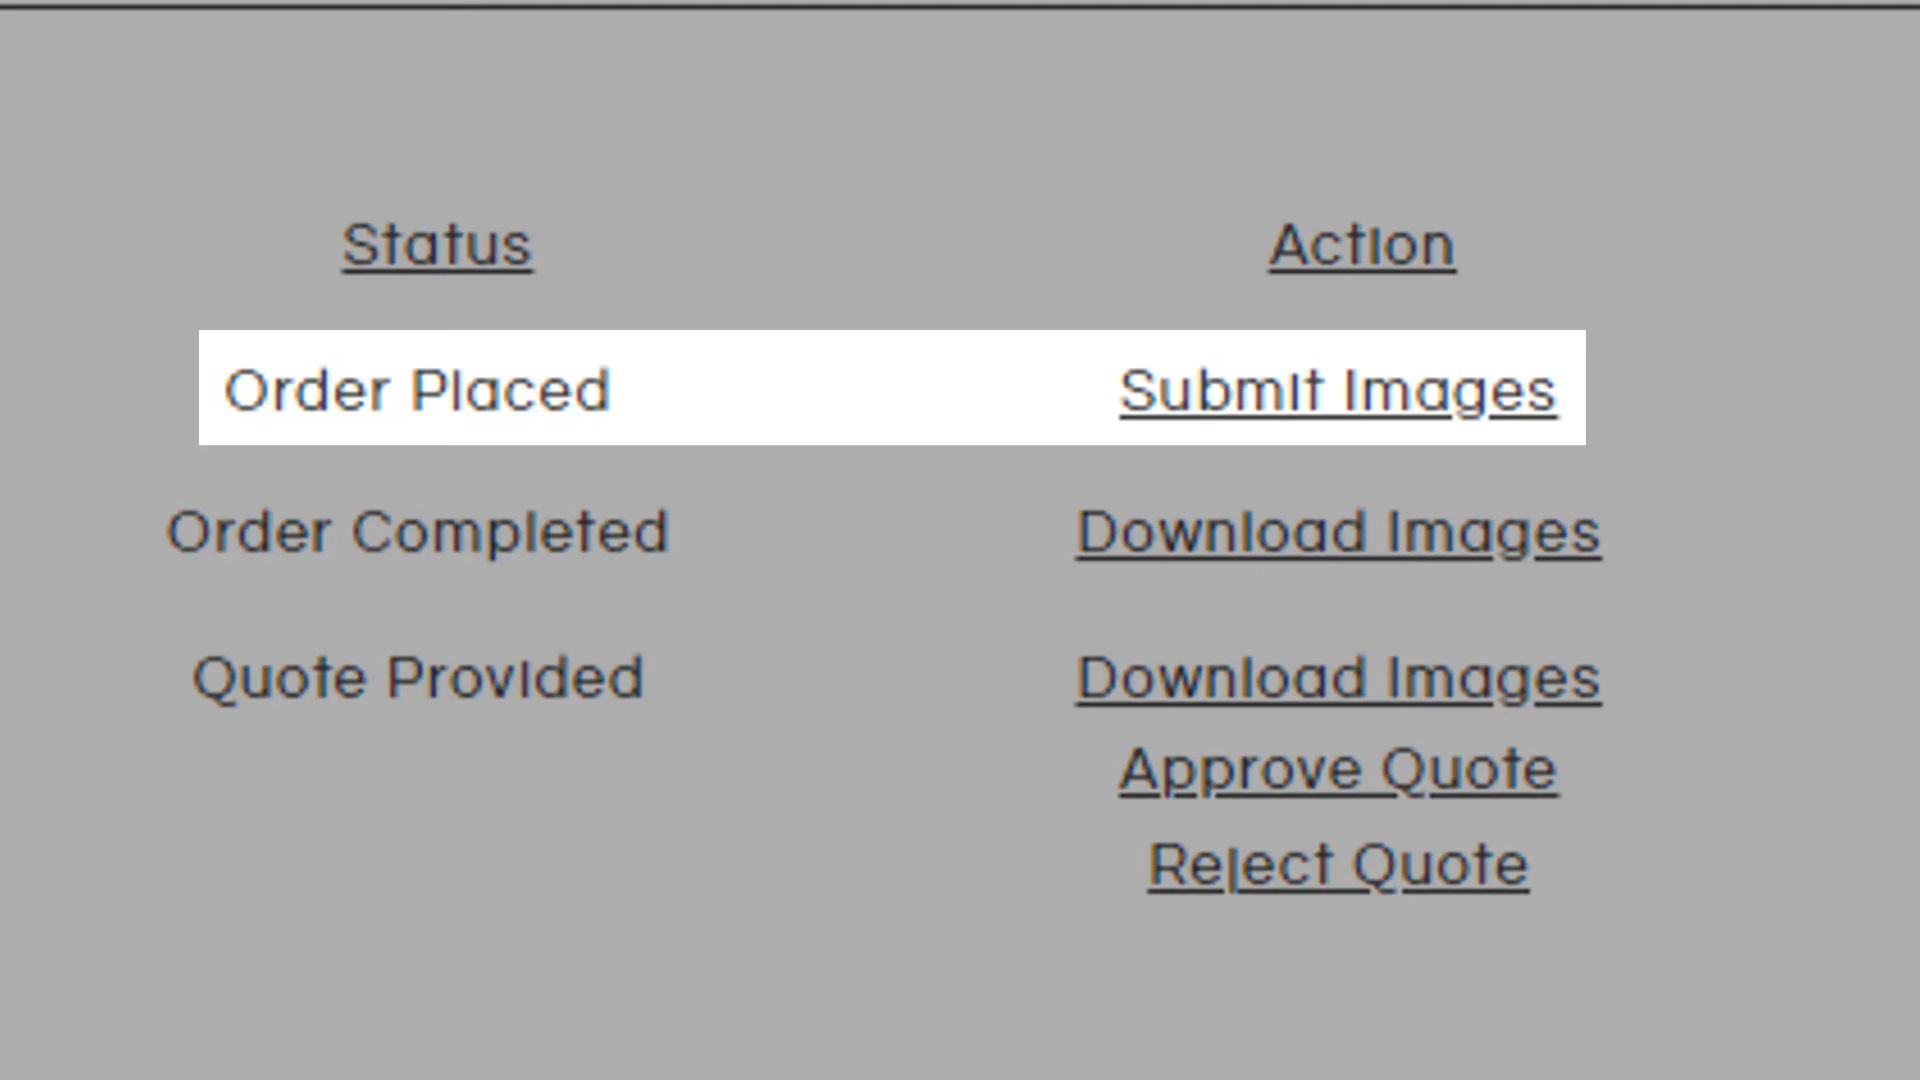 Status Action
Order Placed Submit Images
Order Completed Download Images
Quote Provided Download Images
Approve Quote
Reject Quote